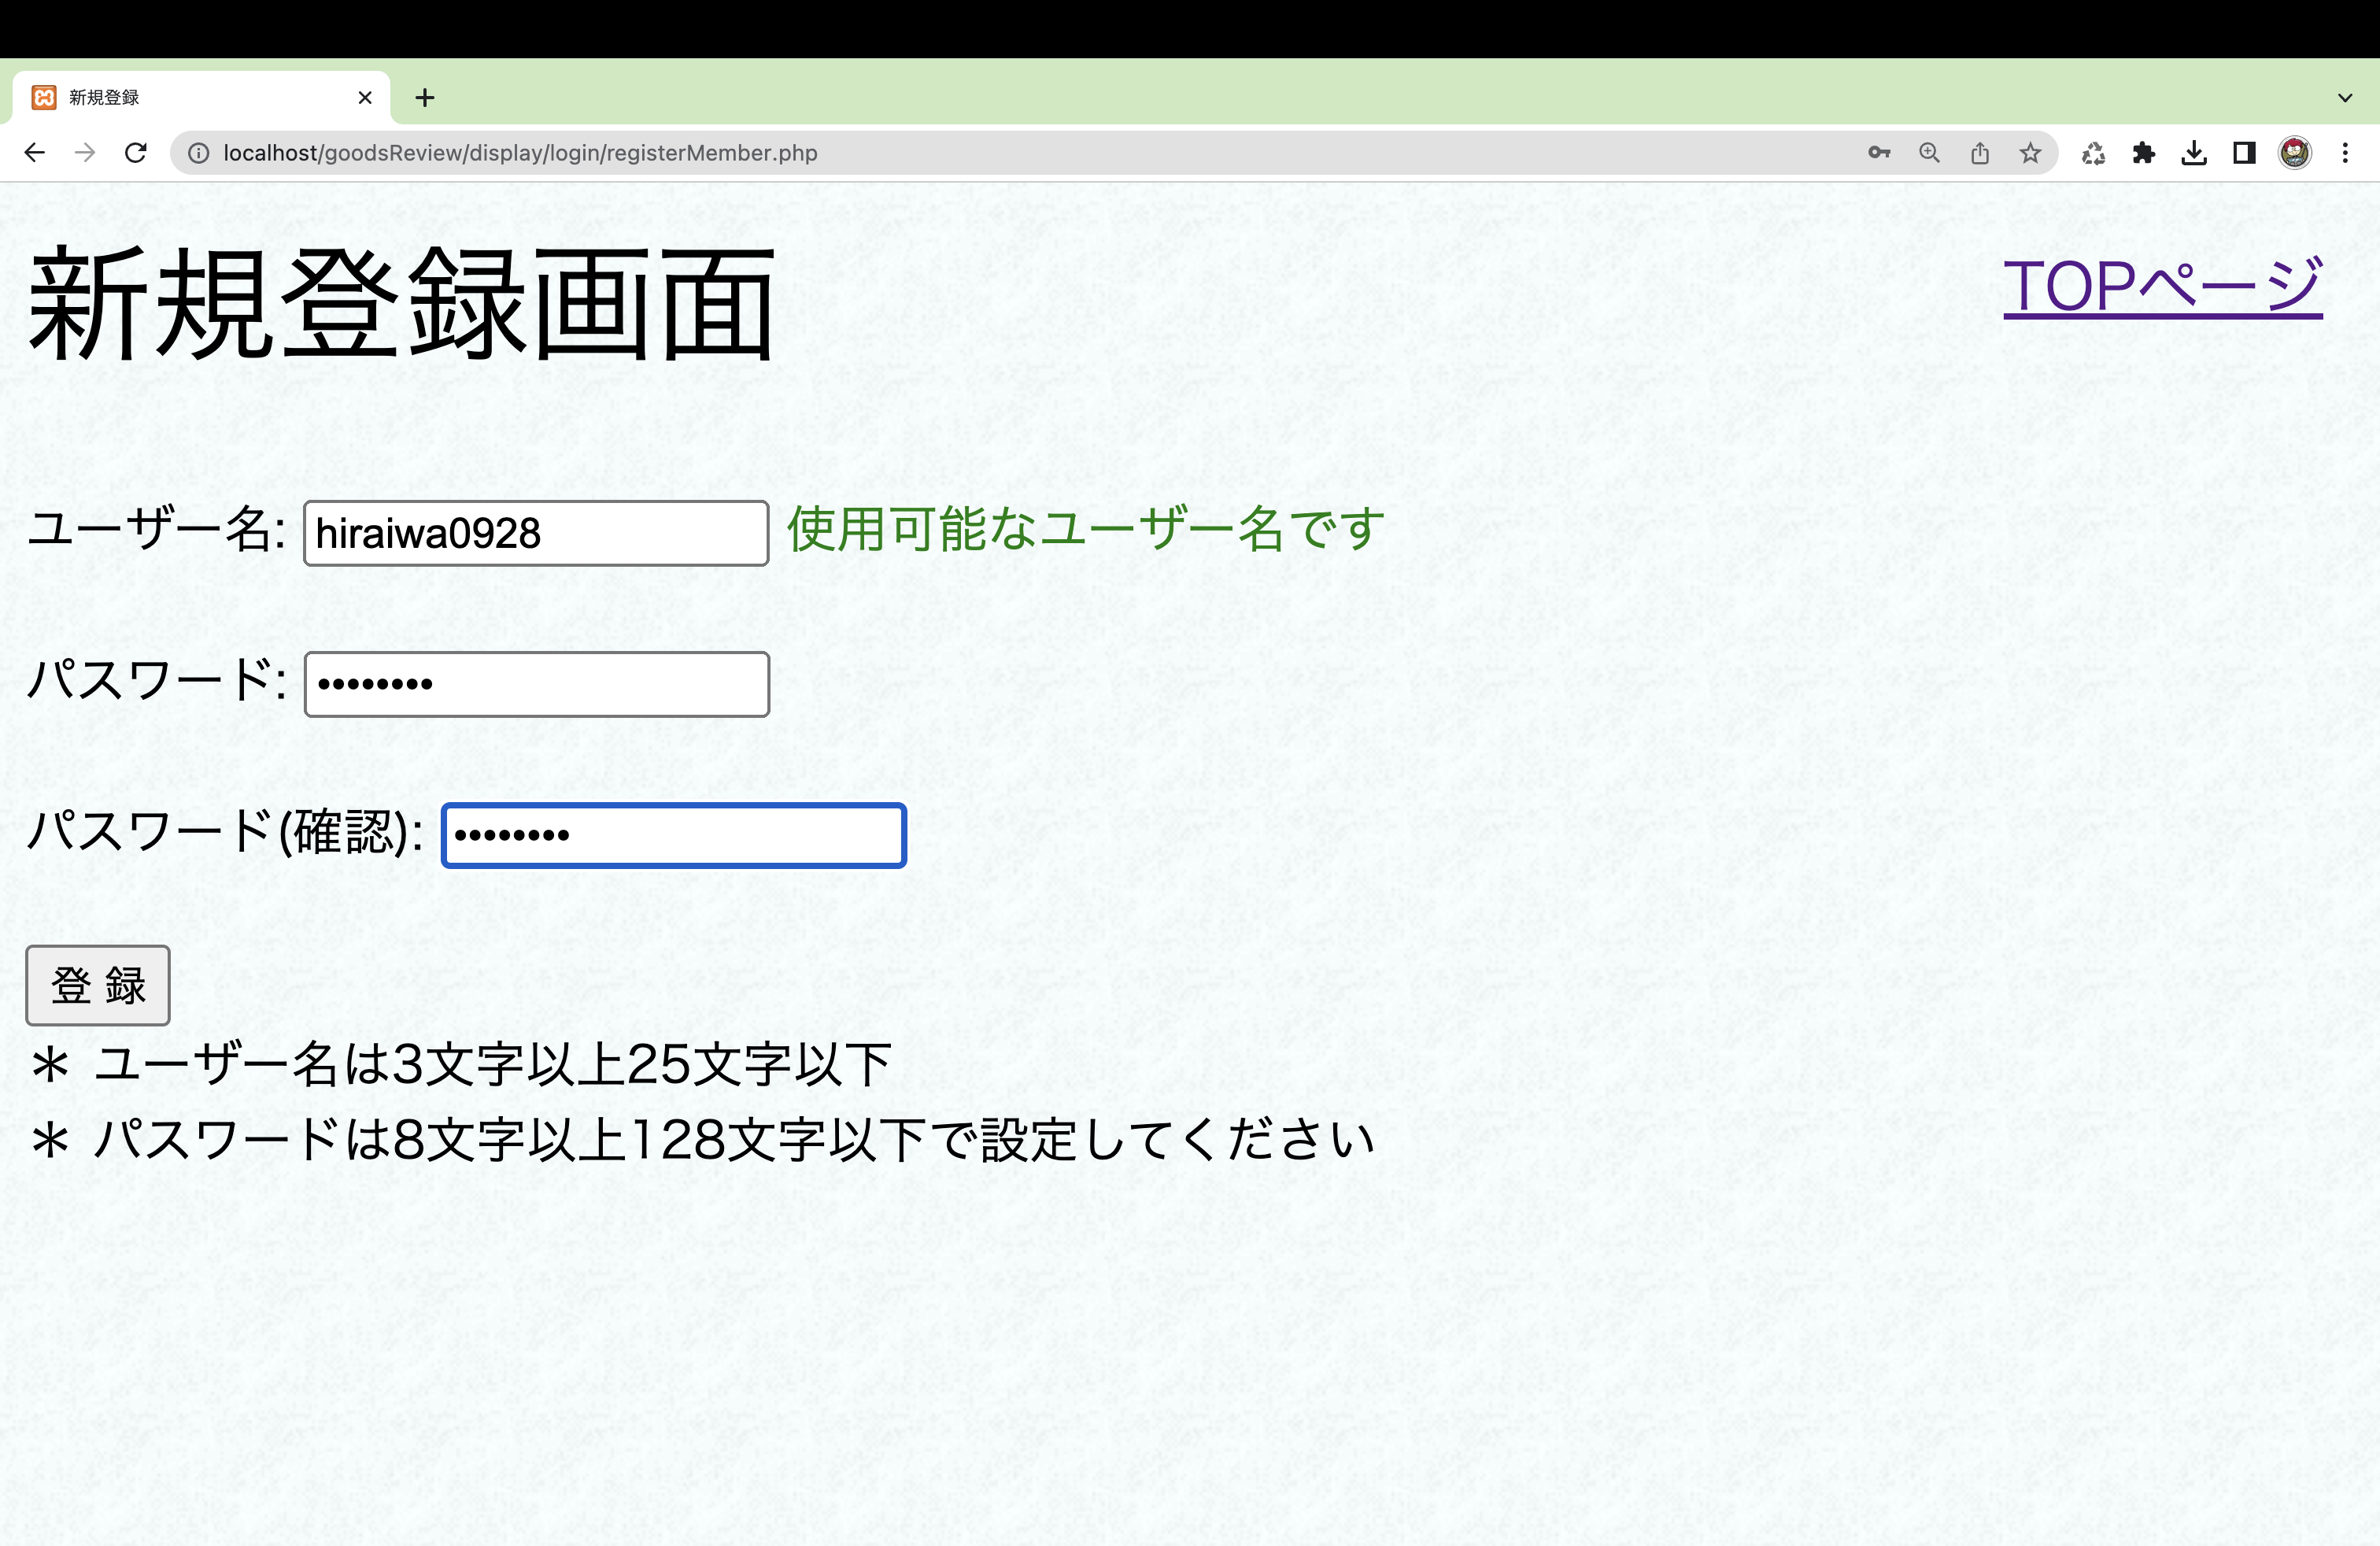 新規登録
localhost/goodsReview/display/login/registerMember.php
新規登録画面
TOPページ
ユーザー名: hiraiwa0928 使用可能なユーザー名です
パスワード: ••••••••
パスワード(確認): ••••••••
登 録
＊ ユーザー名は3文字以上25文字以下
＊ パスワードは8文字以上128文字以下で設定してください